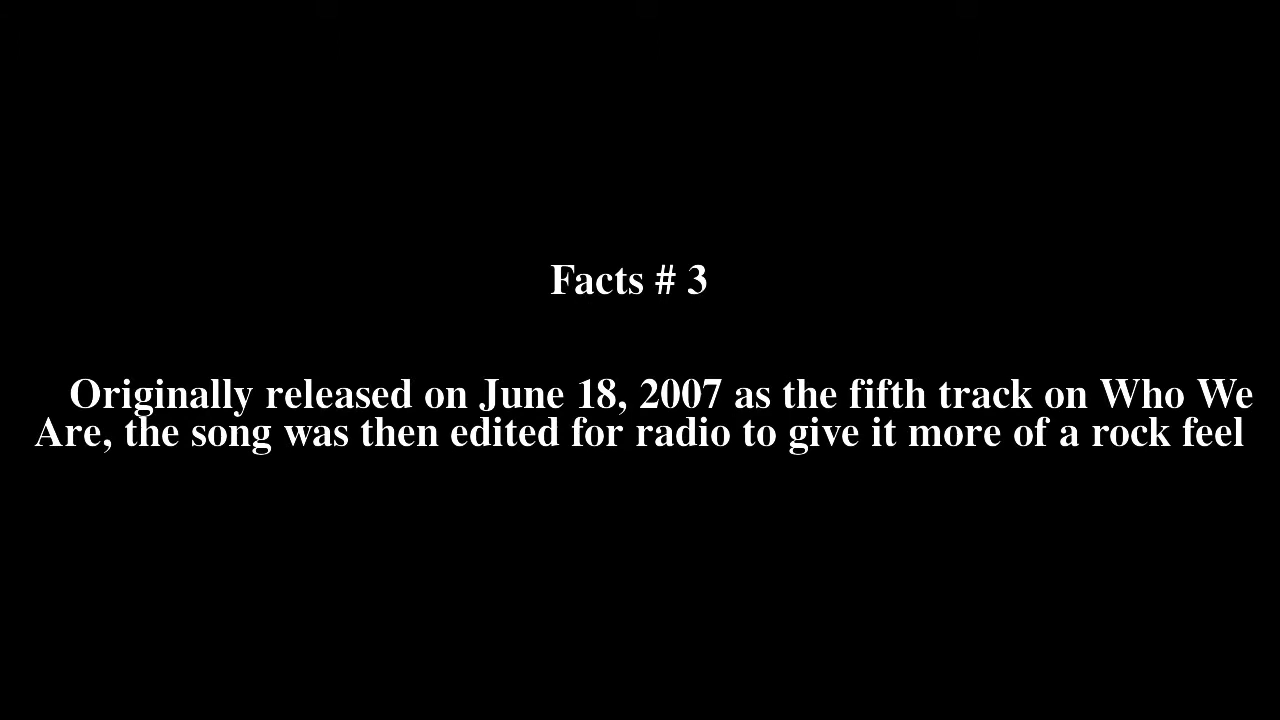 Facts # 3
Originally released on June 18, 2007 as the fifth track on Who We
Are, the song was then edited for radio to give it more of a rock feel